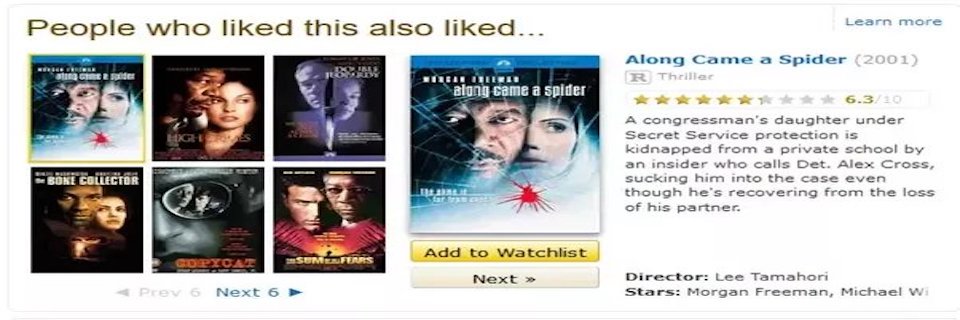 People who liked this also liked...
Learn more
MORGAN FREEMAN
along came a spider
HIGH CRIMES
DOUBLE
JEOPARDY
THE BONE COLLECTOR
COPYCAT
THE SUM OF ALL FEARS
Prev 6 Next 6
MORGAN FREEMAN
along came a spider
The game is
far from over
Add to Watchlist
Next »
Along Came a Spider (2001)
R Thriller
6.3/10
A congressman's daughter under
Secret Service protection is
kidnapped from a private school by
an insider who calls Det. Alex Cross,
sucking him into the case even
though he's recovering from the loss
of his partner.
Director: Lee Tamahori
Stars: Morgan Freeman, Michael Wi